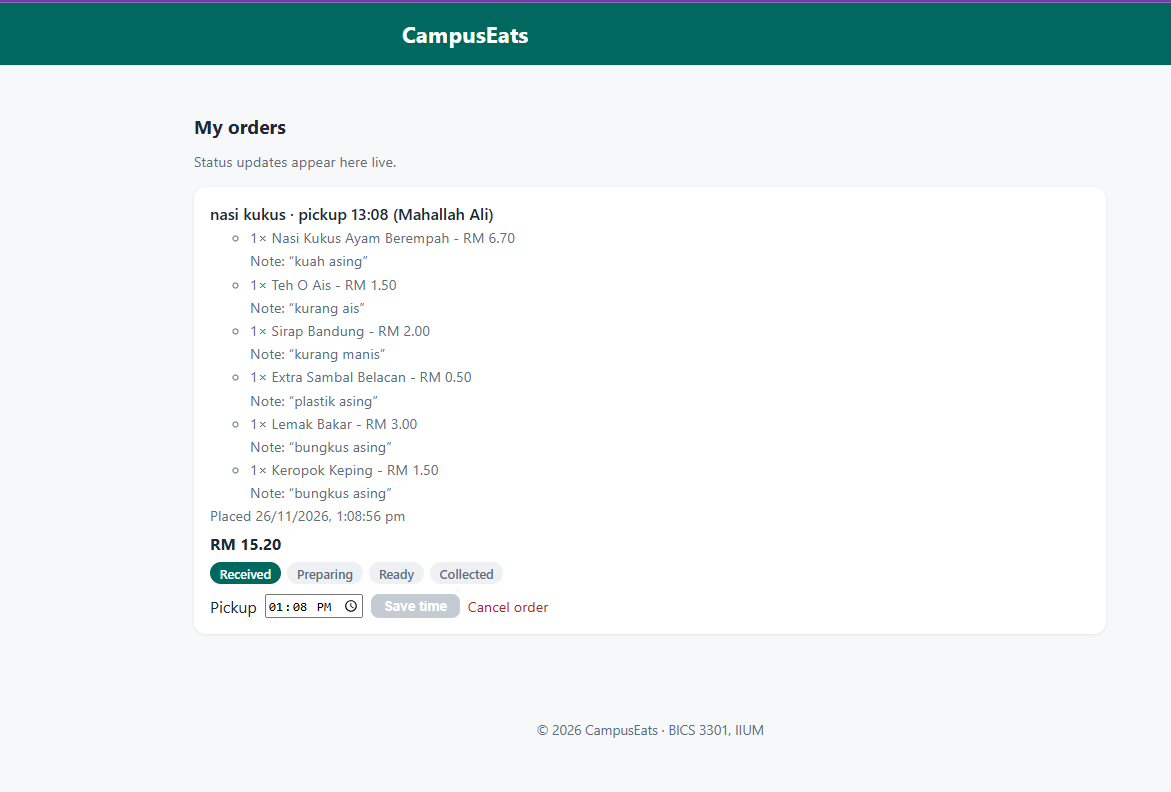 CampusEats
My orders
Status updates appear here live.
nasi kukus · pickup 13:08 (Mahallah Ali)
1× Nasi Kukus Ayam Berempah - RM 6.70
Note: “kuah asing”
1× Teh O Ais - RM 1.50
Note: “kurang ais”
1× Sirap Bandung - RM 2.00
Note: “kurang manis”
1× Extra Sambal Belacan - RM 0.50
Note: “plastik asing”
1× Lemak Bakar - RM 3.00
Note: “bungkus asing”
1× Keropok Keping - RM 1.50
Note: “bungkus asing”
Placed 26/11/2026, 1:08:56 pm
RM 15.20
Received Preparing Ready Collected
Pickup 01:08 PM Save time Cancel order
© 2026 CampusEats · BICS 3301, IIUM